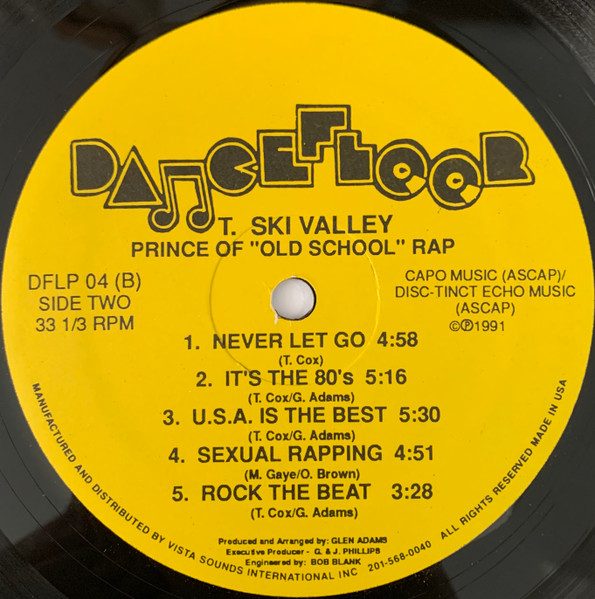 DANCEFLOOR
T. SKI VALLEY
PRINCE OF "OLD SCHOOL" RAP
DFLP 04 (B)
SIDE TWO
33 1/3 RPM
CAPO MUSIC (ASCAP)/
DISC-TINCT ECHO MUSIC
(ASCAP)
©℗1991
1. NEVER LET GO 4:58
(T. Cox)
2. IT'S THE 80's 5:16
(T. Cox/G. Adams)
3. U.S.A. IS THE BEST 5:30
(T. Cox/G. Adams)
4. SEXUAL RAPPING 4:51
(M. Gaye/O. Brown)
5. ROCK THE BEAT 3:28
(T. Cox/G. Adams)
Produced and Arranged by: GLEN ADAMS
Executive Producer - G. & J. PHILLIPS
Engineered by: BOB BLANK
MANUFACTURED AND DISTRIBUTED BY VISTA SOUNDS INTERNATIONAL INC 201-568-0040 ALL RIGHTS RESERVED MADE IN USA